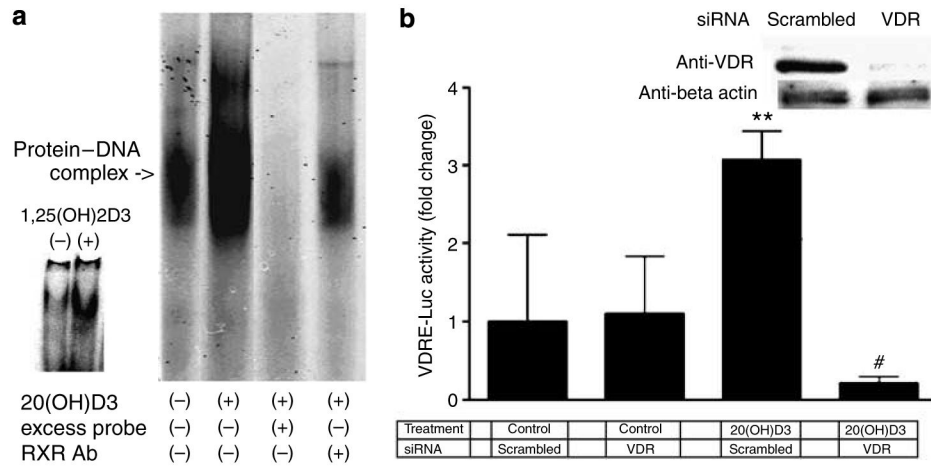 a
Protein–DNA
complex ->
1,25(OH)2D3
(–) (+)
20(OH)D3 (–) (+) (+) (+)
excess probe (–) (–) (+) (–)
RXR Ab (–) (–) (–) (+)
b
siRNA Scrambled VDR
Anti-VDR
Anti-beta actin
VDRE-Luc activity (fold change)
4
3
2
1
0
**
#
Treatment Control Control 20(OH)D3 20(OH)D3
siRNA Scrambled VDR Scrambled VDR